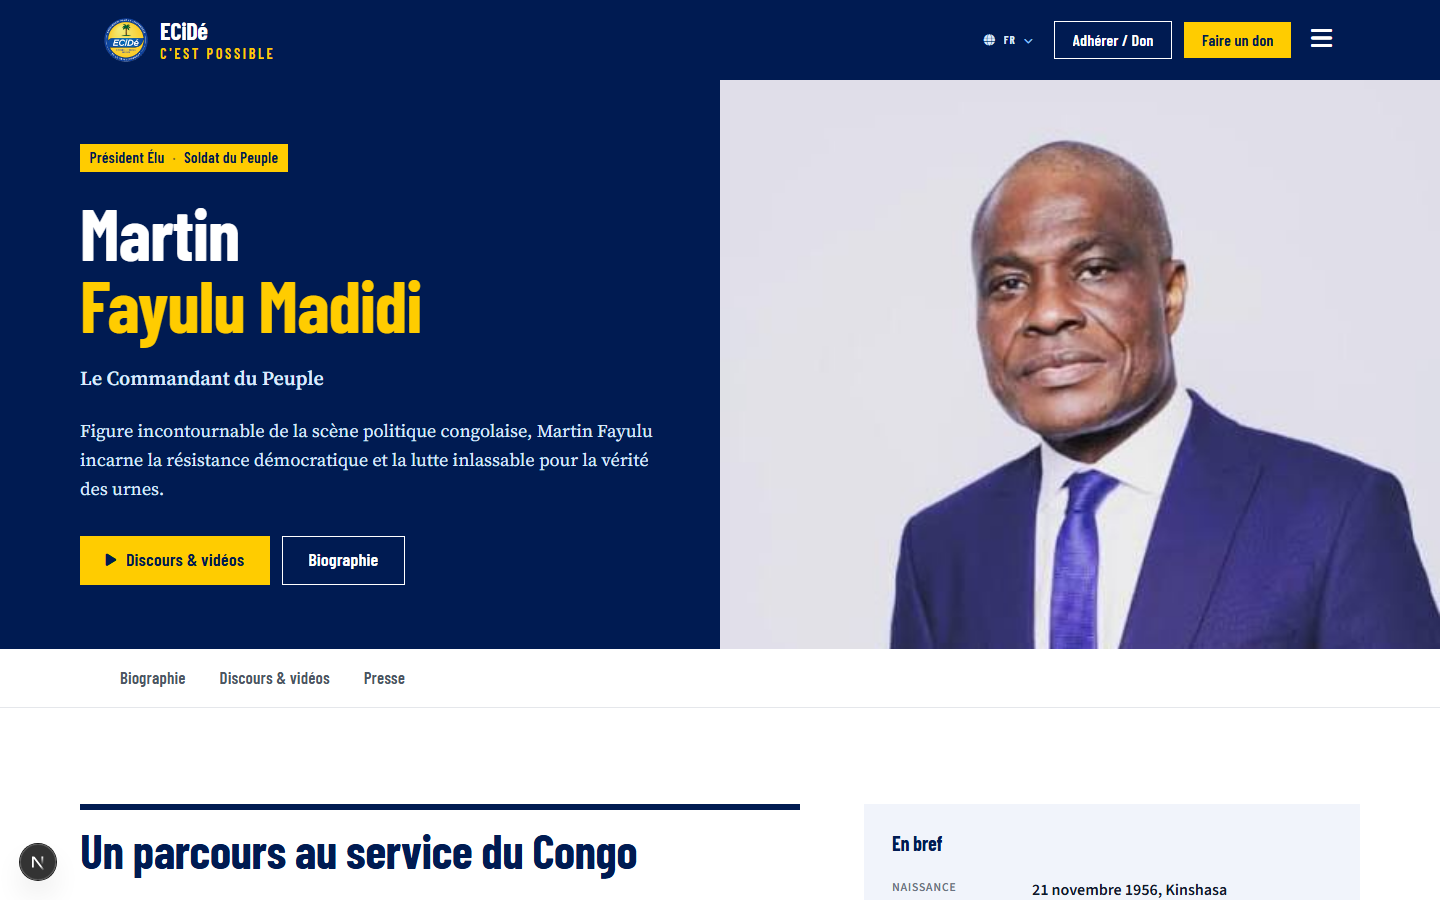 ECiDé
ECiDé
C'EST POSSIBLE
FR
Adhérer / Don
Faire un don
Président Élu · Soldat du Peuple
Martin
Fayulu Madidi
Le Commandant du Peuple
Figure incontournable de la scène politique congolaise, Martin Fayulu
incarne la résistance démocratique et la lutte inlassable pour la vérité
des urnes.
Discours & vidéos
Biographie
Biographie
Discours & vidéos
Presse
Un parcours au service du Congo
En bref
NAISSANCE
21 novembre 1956, Kinshasa
N